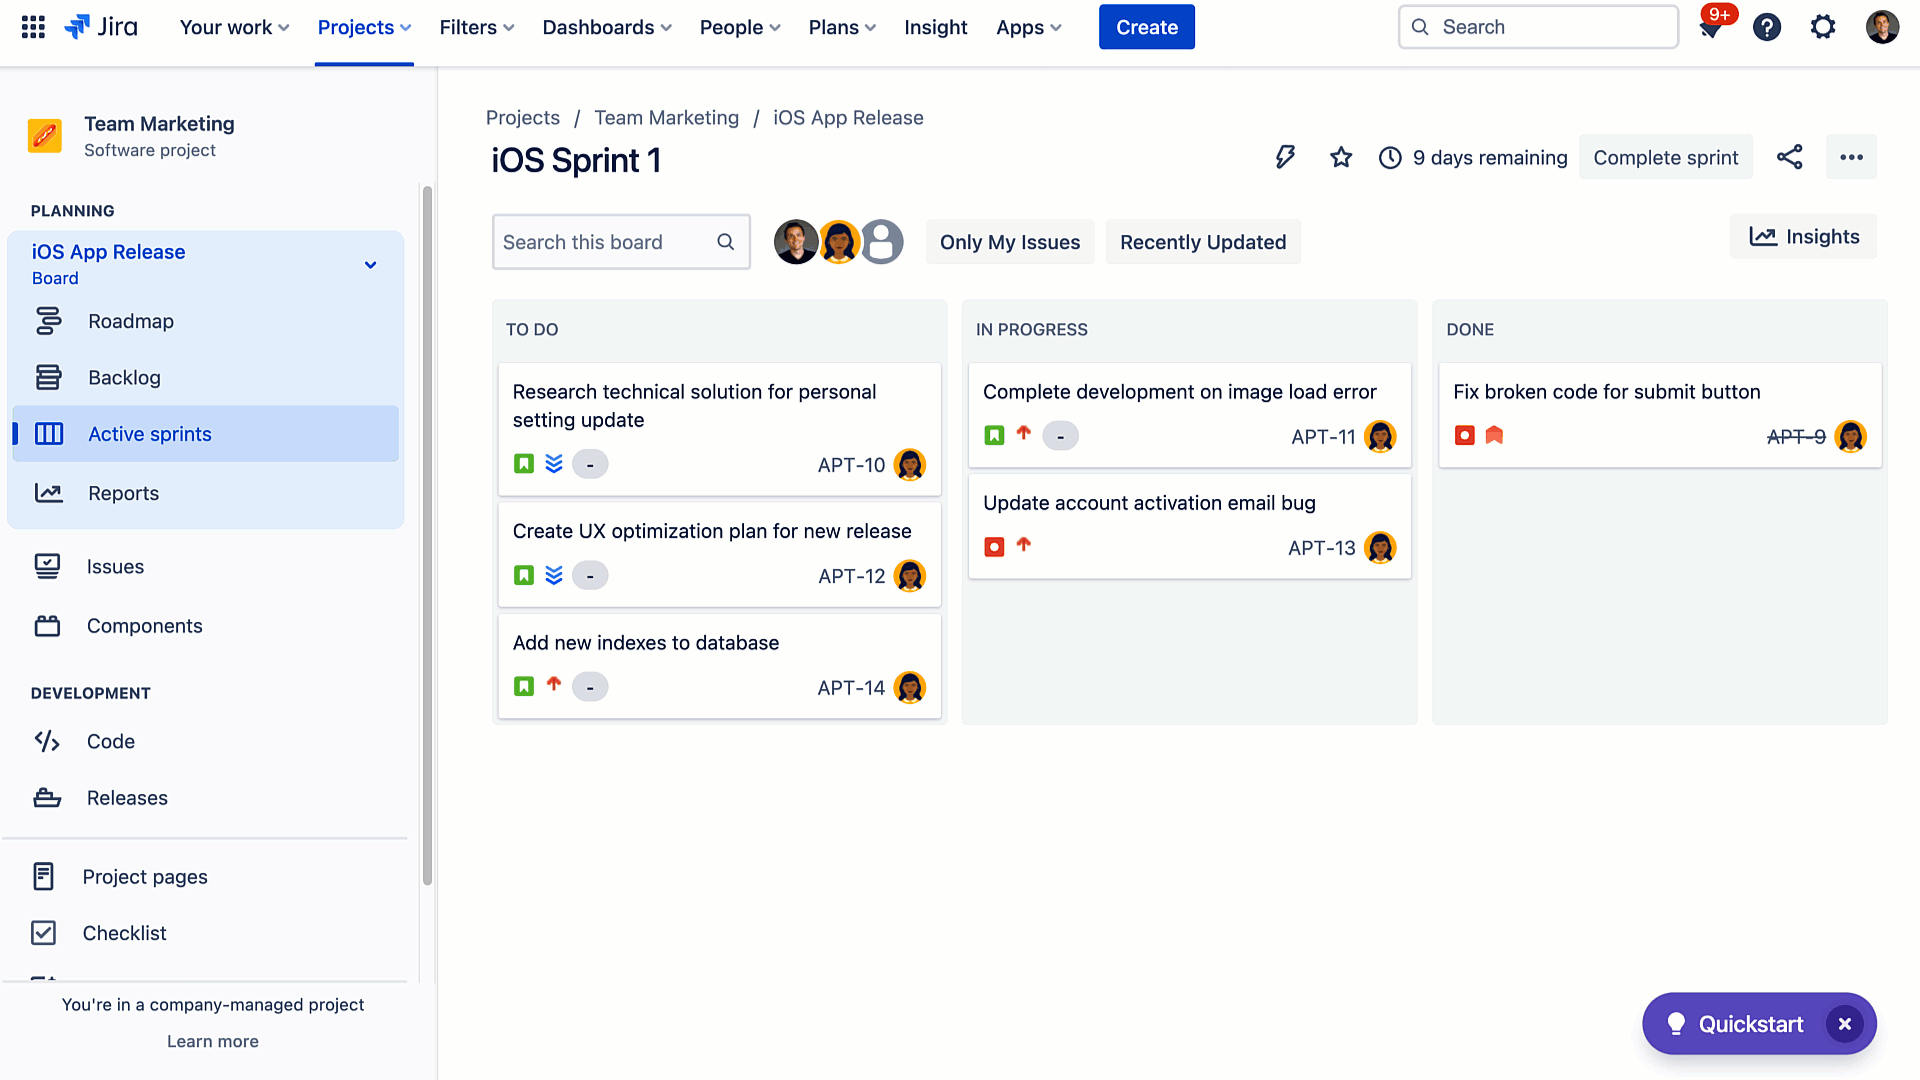 Jira
Your work
Projects
Filters
Dashboards
People
Plans
Insight
Apps
Create
Search
9+
Team Marketing
Software project
PLANNING
iOS App Release
Board
Roadmap
Backlog
Active sprints
Reports
Issues
Components
DEVELOPMENT
Code
Releases
Project pages
Checklist
You're in a company-managed project
Learn more
Projects / Team Marketing / iOS App Release
iOS Sprint 1
9 days remaining
Complete sprint
Search this board
Only My Issues
Recently Updated
Insights
TO DO
Research technical solution for personal
setting update
- APT-10
Create UX optimization plan for new release
- APT-12
Add new indexes to database
- APT-14
IN PROGRESS
Complete development on image load error
- APT-11
Update account activation email bug
APT-13
DONE
Fix broken code for submit button
APT-9
Quickstart